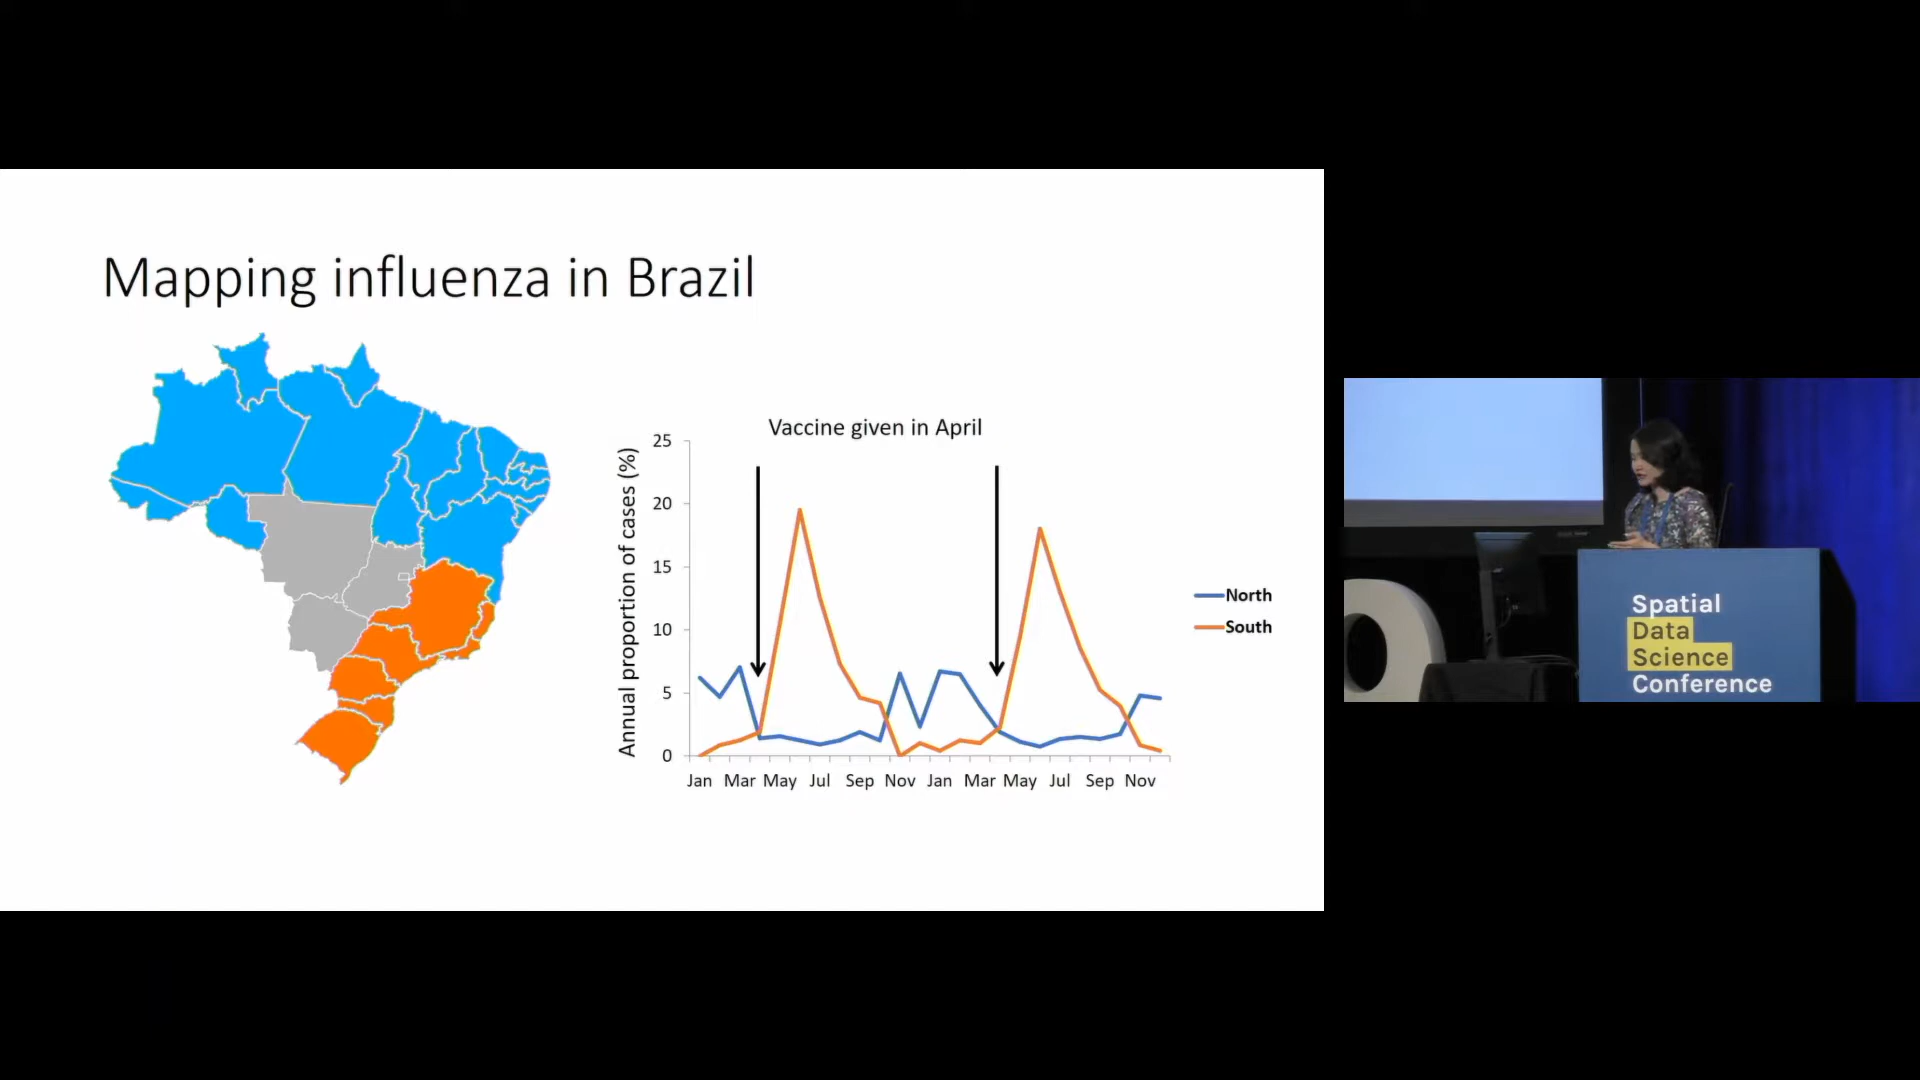 Mapping influenza in Brazil
Vaccine given in April
Annual proportion of cases (%)
25
20
15
10
5
0
Jan Mar May Jul Sep Nov Jan Mar May Jul Sep Nov
North
South
Spatial
Data
Science
Conference